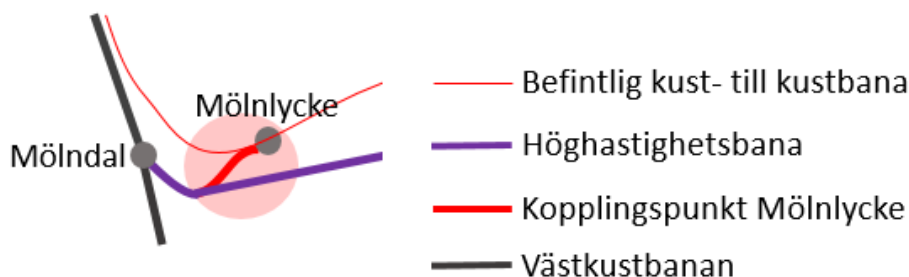 Mölnlycke
Mölndal
Befintlig kust- till kustbana
Höghastighetsbana
Kopplingspunkt Mölnlycke
Västkustbanan